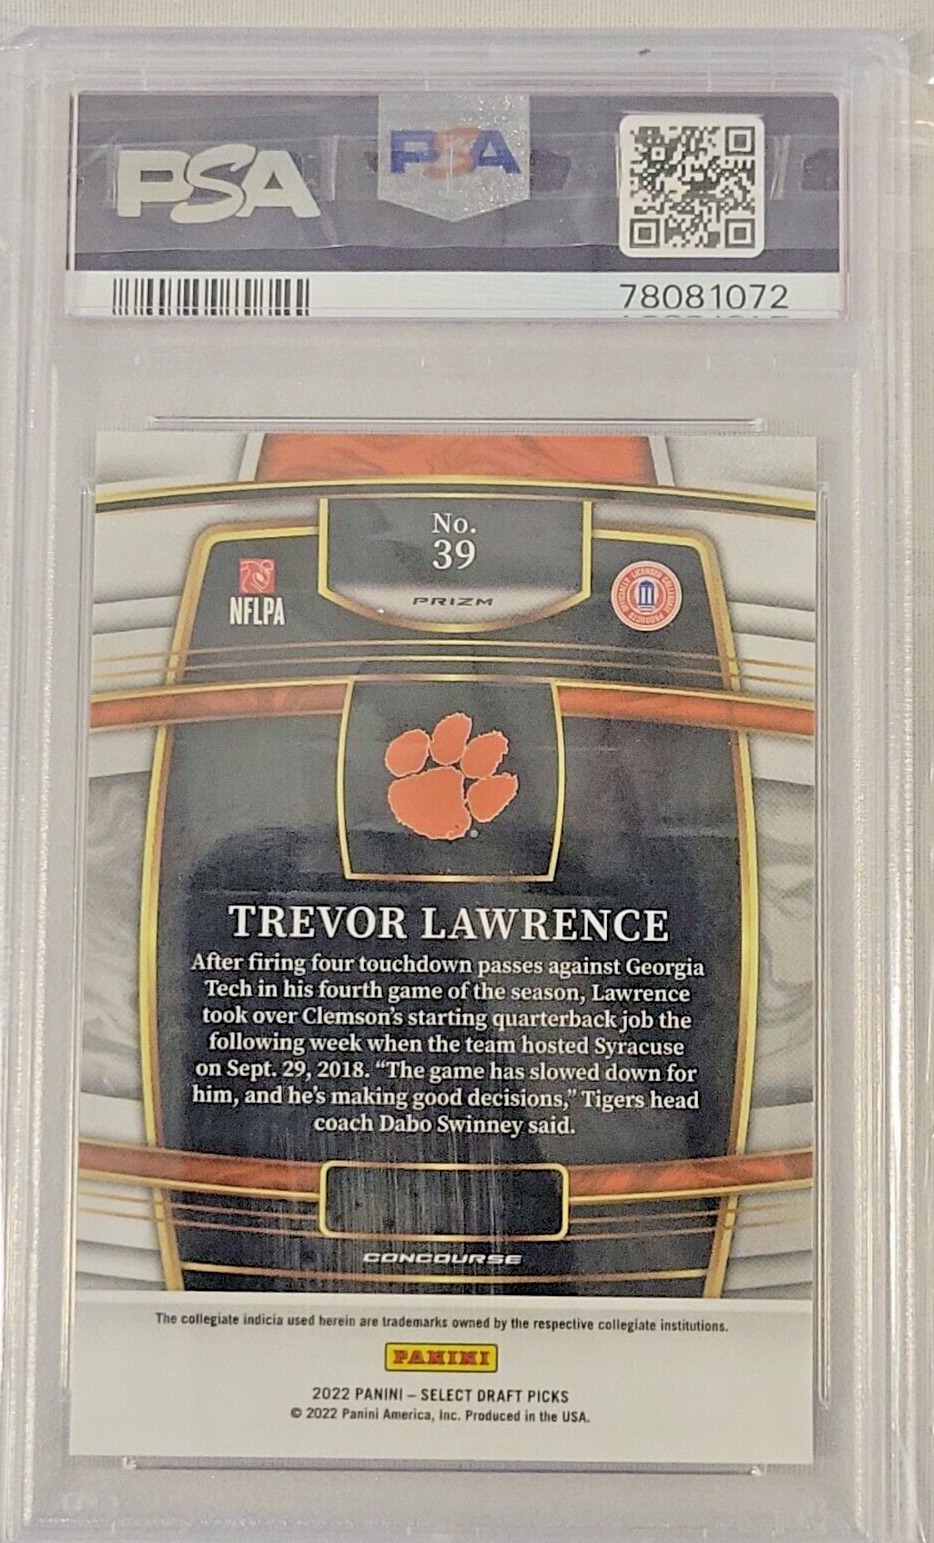 PSA
PSA
78081072
No.
39
NFLPA
PRIZM
OFFICIALLY LICENSED COLLEGIATE PRODUCTS
TREVOR LAWRENCE
After firing four touchdown passes against Georgia
Tech in his fourth game of the season, Lawrence
took over Clemson's starting quarterback job the
following week when the team hosted Syracuse
on Sept. 29, 2018. “The game has slowed down for
him, and he's making good decisions,” Tigers head
coach Dabo Swinney said.
CONCOURSE
The collegiate indicia used herein are trademarks owned by the respective collegiate institutions.
PANINI
2022 PANINI – SELECT DRAFT PICKS
© 2022 Panini America, Inc. Produced in the USA.